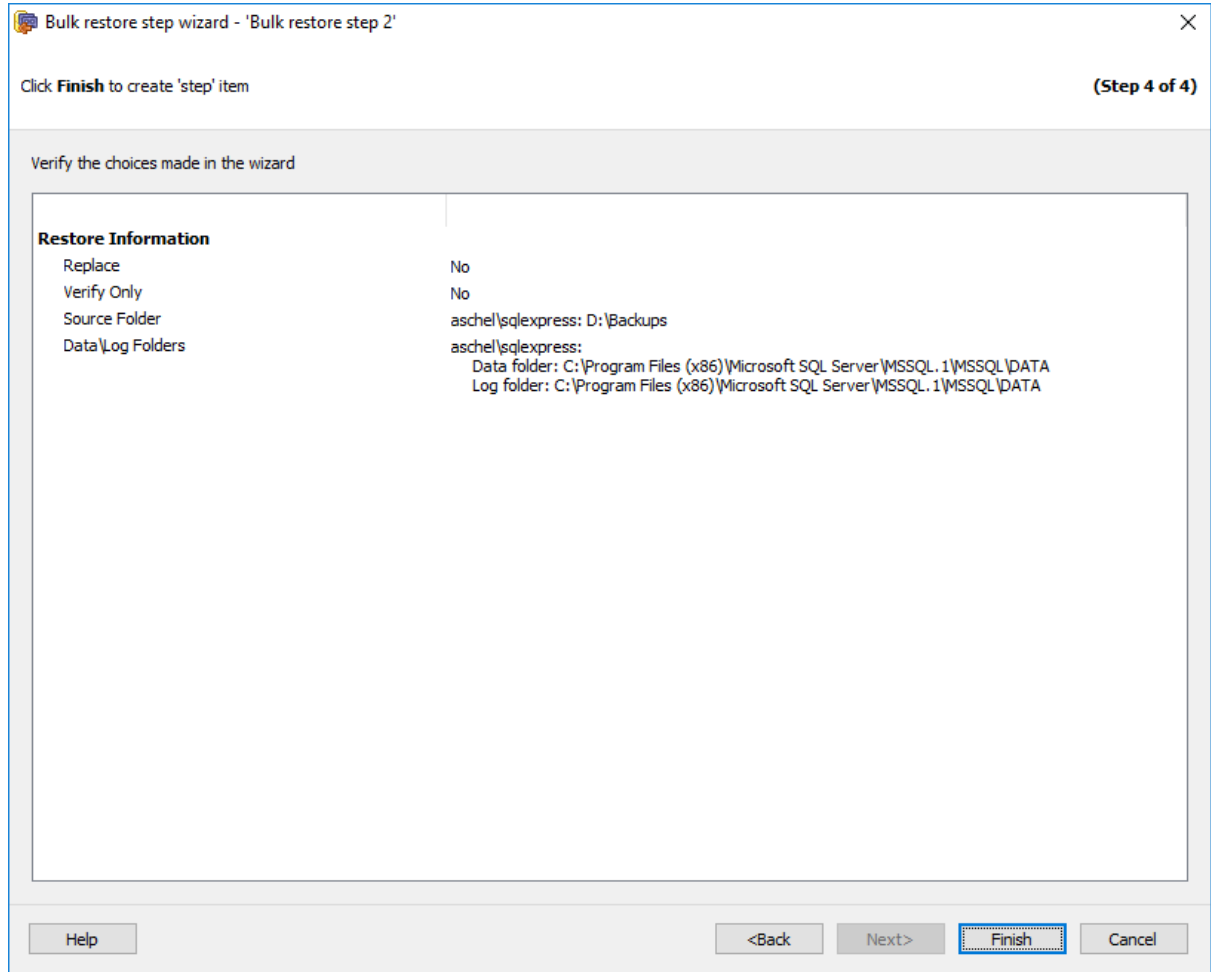 Bulk restore step wizard - 'Bulk restore step 2'
Click Finish to create 'step' item
(Step 4 of 4)
Verify the choices made in the wizard
Restore Information
Replace No
Verify Only No
Source Folder aschel\sqlexpress: D:\Backups
Data\Log Folders aschel\sqlexpress:
Data folder: C:\Program Files (x86)\Microsoft SQL Server\MSSQL.1\MSSQL\DATA
Log folder: C:\Program Files (x86)\Microsoft SQL Server\MSSQL.1\MSSQL\DATA
Help <Back Next> Finish Cancel